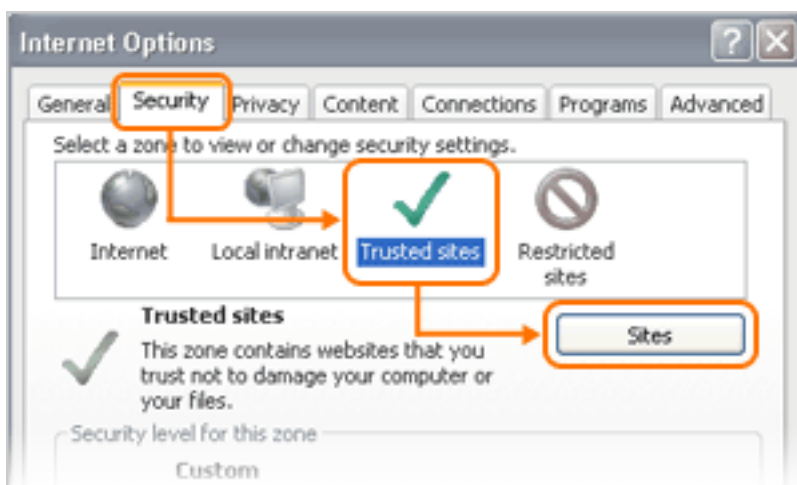 Internet Options
General Security Privacy Content Connections Programs Advanced
Select a zone to view or change security settings.
Internet Local intranet Trusted sites Restricted
sites
Trusted sites
Sites
This zone contains websites that you
trust not to damage your computer or
your files.
Security level for this zone
Custom